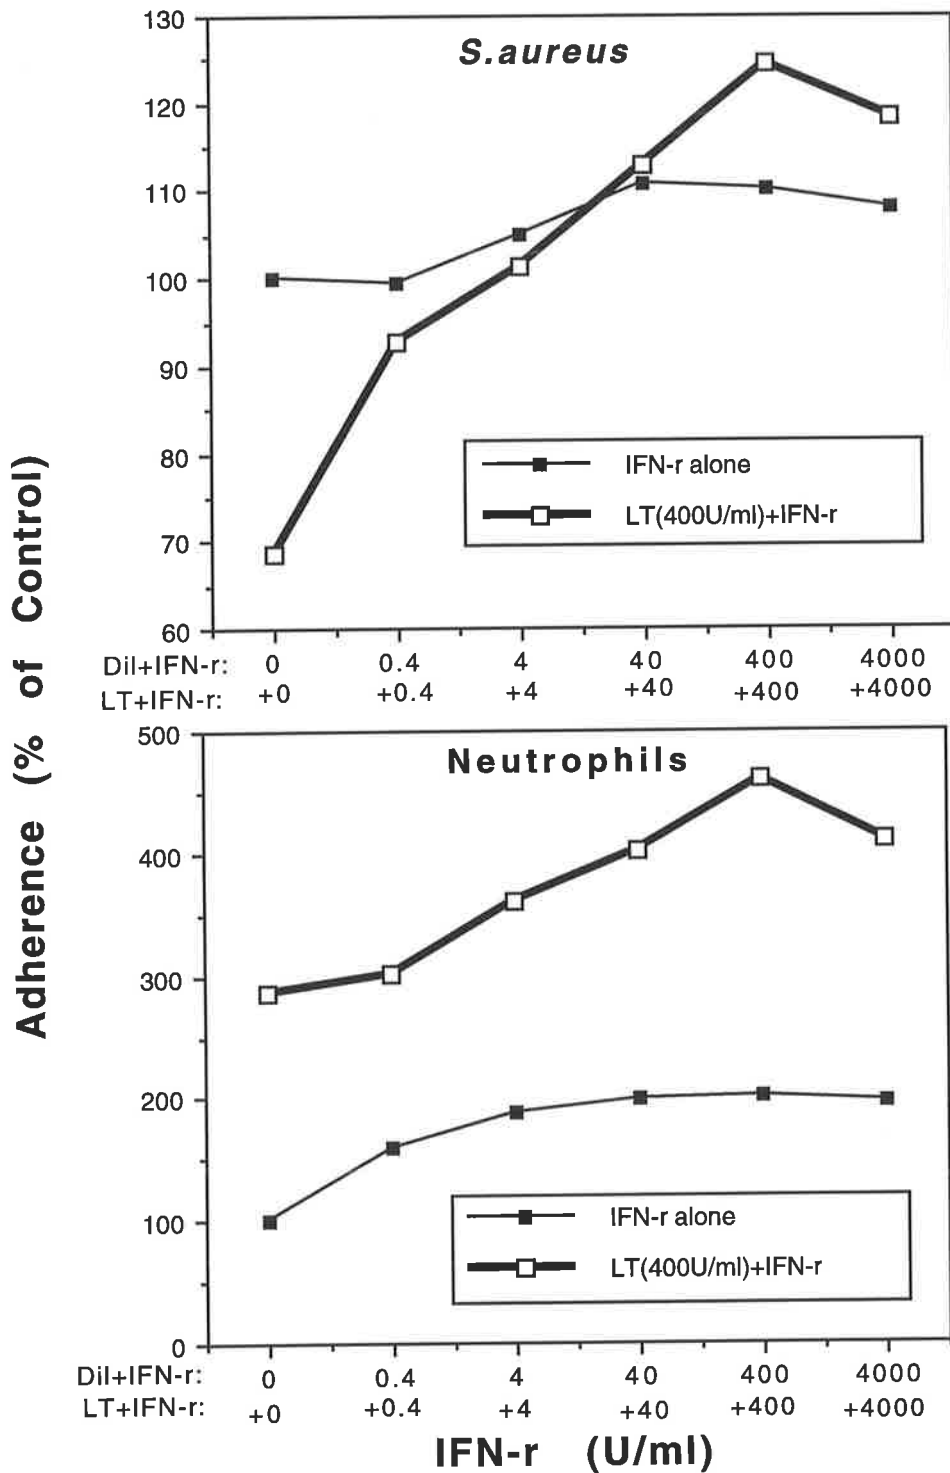 S.aureus
130
120
110
100
90
80
70
60
IFN-r alone
LT(400U/ml)+IFN-r
Dil+IFN-r: 0 0.4 4 40 400 4000
LT+IFN-r: +0 +0.4 +4 +40 +400 +4000
Adherence (% of Control)
Neutrophils
500
400
300
200
100
0
IFN-r alone
LT(400U/ml)+IFN-r
Dil+IFN-r: 0 0.4 4 40 400 4000
LT+IFN-r: +0 +0.4 +4 +40 +400 +4000
IFN-r (U/ml)